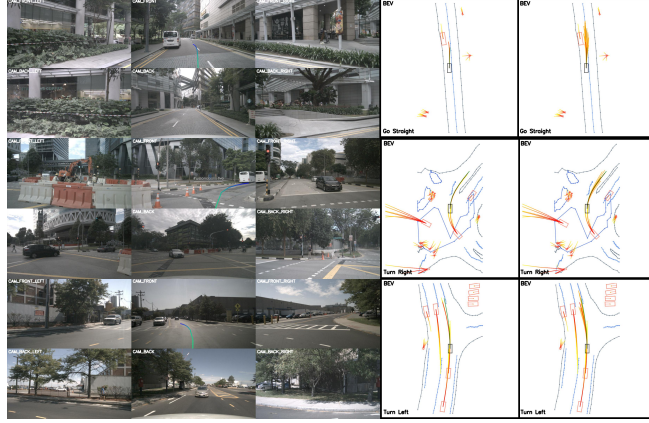 CAM_FRONT_LEFT CAM_FRONT CAM_FRONT_RIGHT BEV BEV
CAM_BACK_LEFT CAM_BACK CAM_BACK_RIGHT
Go Straight Go Straight
CAM_FRONT_LEFT CAM_FRONT CAM_FRONT_RIGHT BEV BEV
CAM_BACK CAM_BACK_RIGHT
Turn Right Turn Right
CAM_FRONT_LEFT CAM_FRONT CAM_FRONT_RIGHT BEV BEV
CAM_BACK_LEFT CAM_BACK CAM_BACK_RIGHT
Turn Left Turn Left